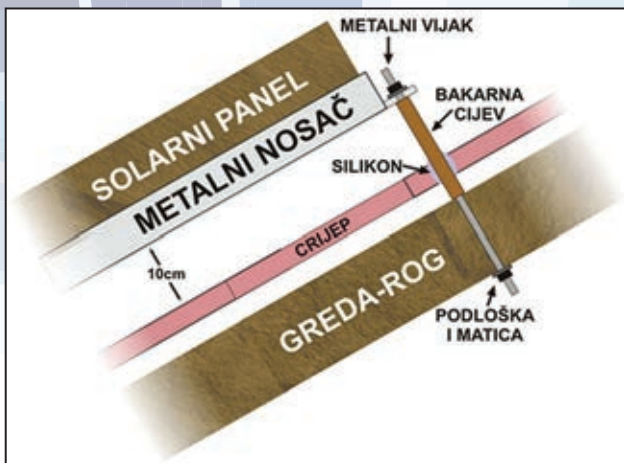 METALNI VIJAK
SOLARNI PANEL
BAKARNA
CIJEV
METALNI NOSAČ
SILIKON
CRIJEP
10cm
GREDA-ROG
PODLOŠKA
I MATICA